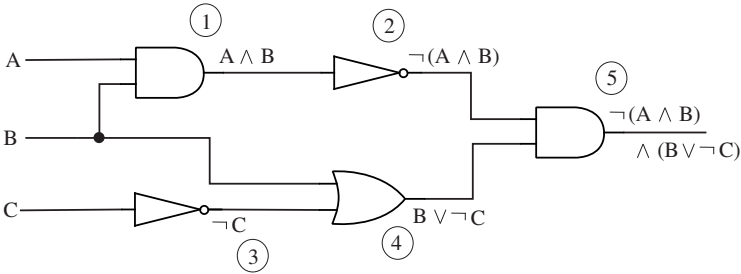 1
2
A
A ∧ B
¬(A ∧ B)
5
¬(A ∧ B)
B
∧ (B ∨ ¬ C)
C
¬C
B ∨ ¬ C
3
4